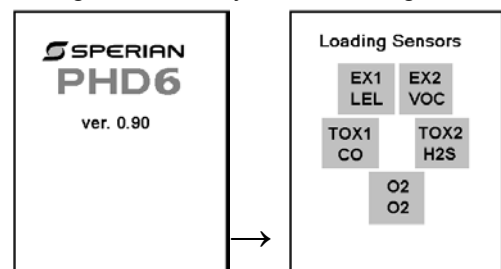 SPERIAN
PHD6
ver. 0.90
→
Loading Sensors
EX1 EX2
LEL VOC
TOX1 TOX2
CO H2S
O2
O2